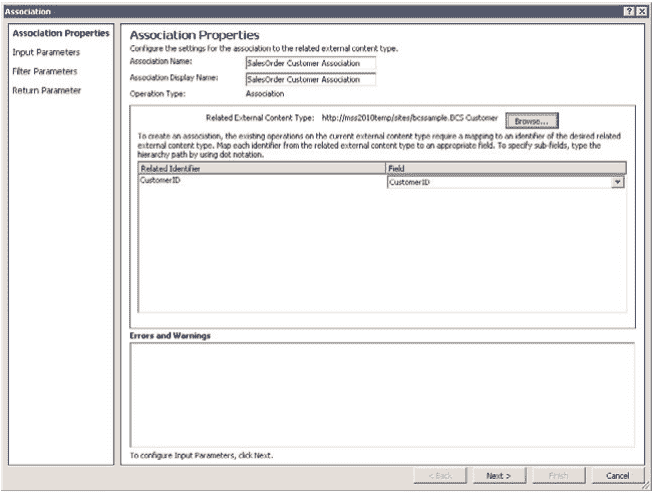 Association
Association Properties
Input Parameters
Filter Parameters
Return Parameter
Association Properties
Configure the settings for the association to the related external content type.
Association Name: SalesOrder Customer Association
Association Display Name: SalesOrder Customer Association
Operation Type: Association
Related External Content Type: http://mss2010temp/sites/bcssample.BCS Customer Browse...
To create an association, the existing operations on the current external content type require a mapping to an identifier of the desired related
external content type. Map each identifier from the related external content type to an appropriate field. To specify sub-fields, type the
hierarchy path by using dot notation.
Related Identifier Field
CustomerID CustomerID
Errors and Warnings
To configure Input Parameters, click Next.
< Back Next > Finish Cancel